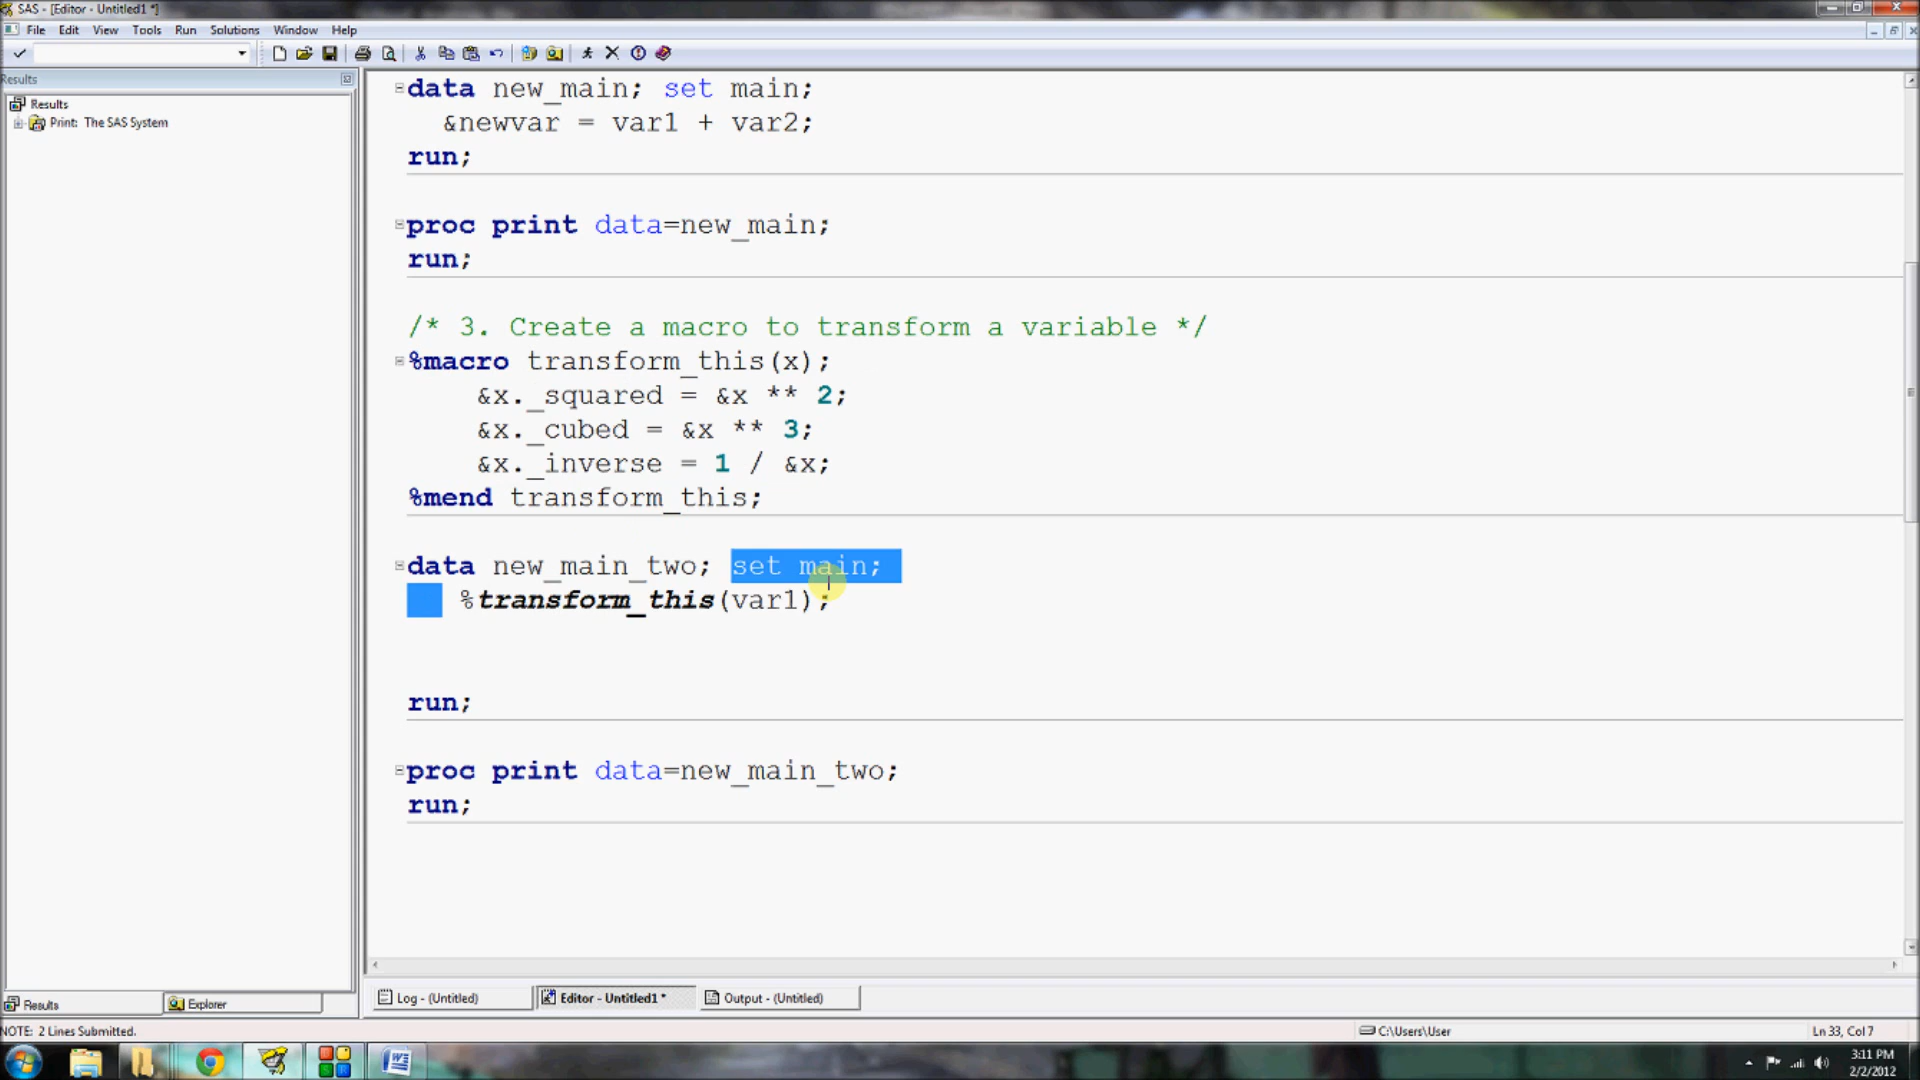 SAS - [Editor - Untitled1 *]
File Edit View Tools Run Solutions Window Help
Results
Results
Print: The SAS System
data new_main; set main;
&newvar = var1 + var2;
run;
proc print data=new_main;
run;
/* 3. Create a macro to transform a variable */
%macro transform_this(x);
&x._squared = &x ** 2;
&x._cubed = &x ** 3;
&x._inverse = 1 / &x;
%mend transform_this;
data new_main_two; set main;
%transform_this(var1);
run;
proc print data=new_main_two;
run;
Results Explorer
Log - (Untitled) Editor - Untitled1 * Output - (Untitled)
NOTE: 2 Lines Submitted. C:\Users\User Ln 33, Col 7
3:11 PM
2/2/2012